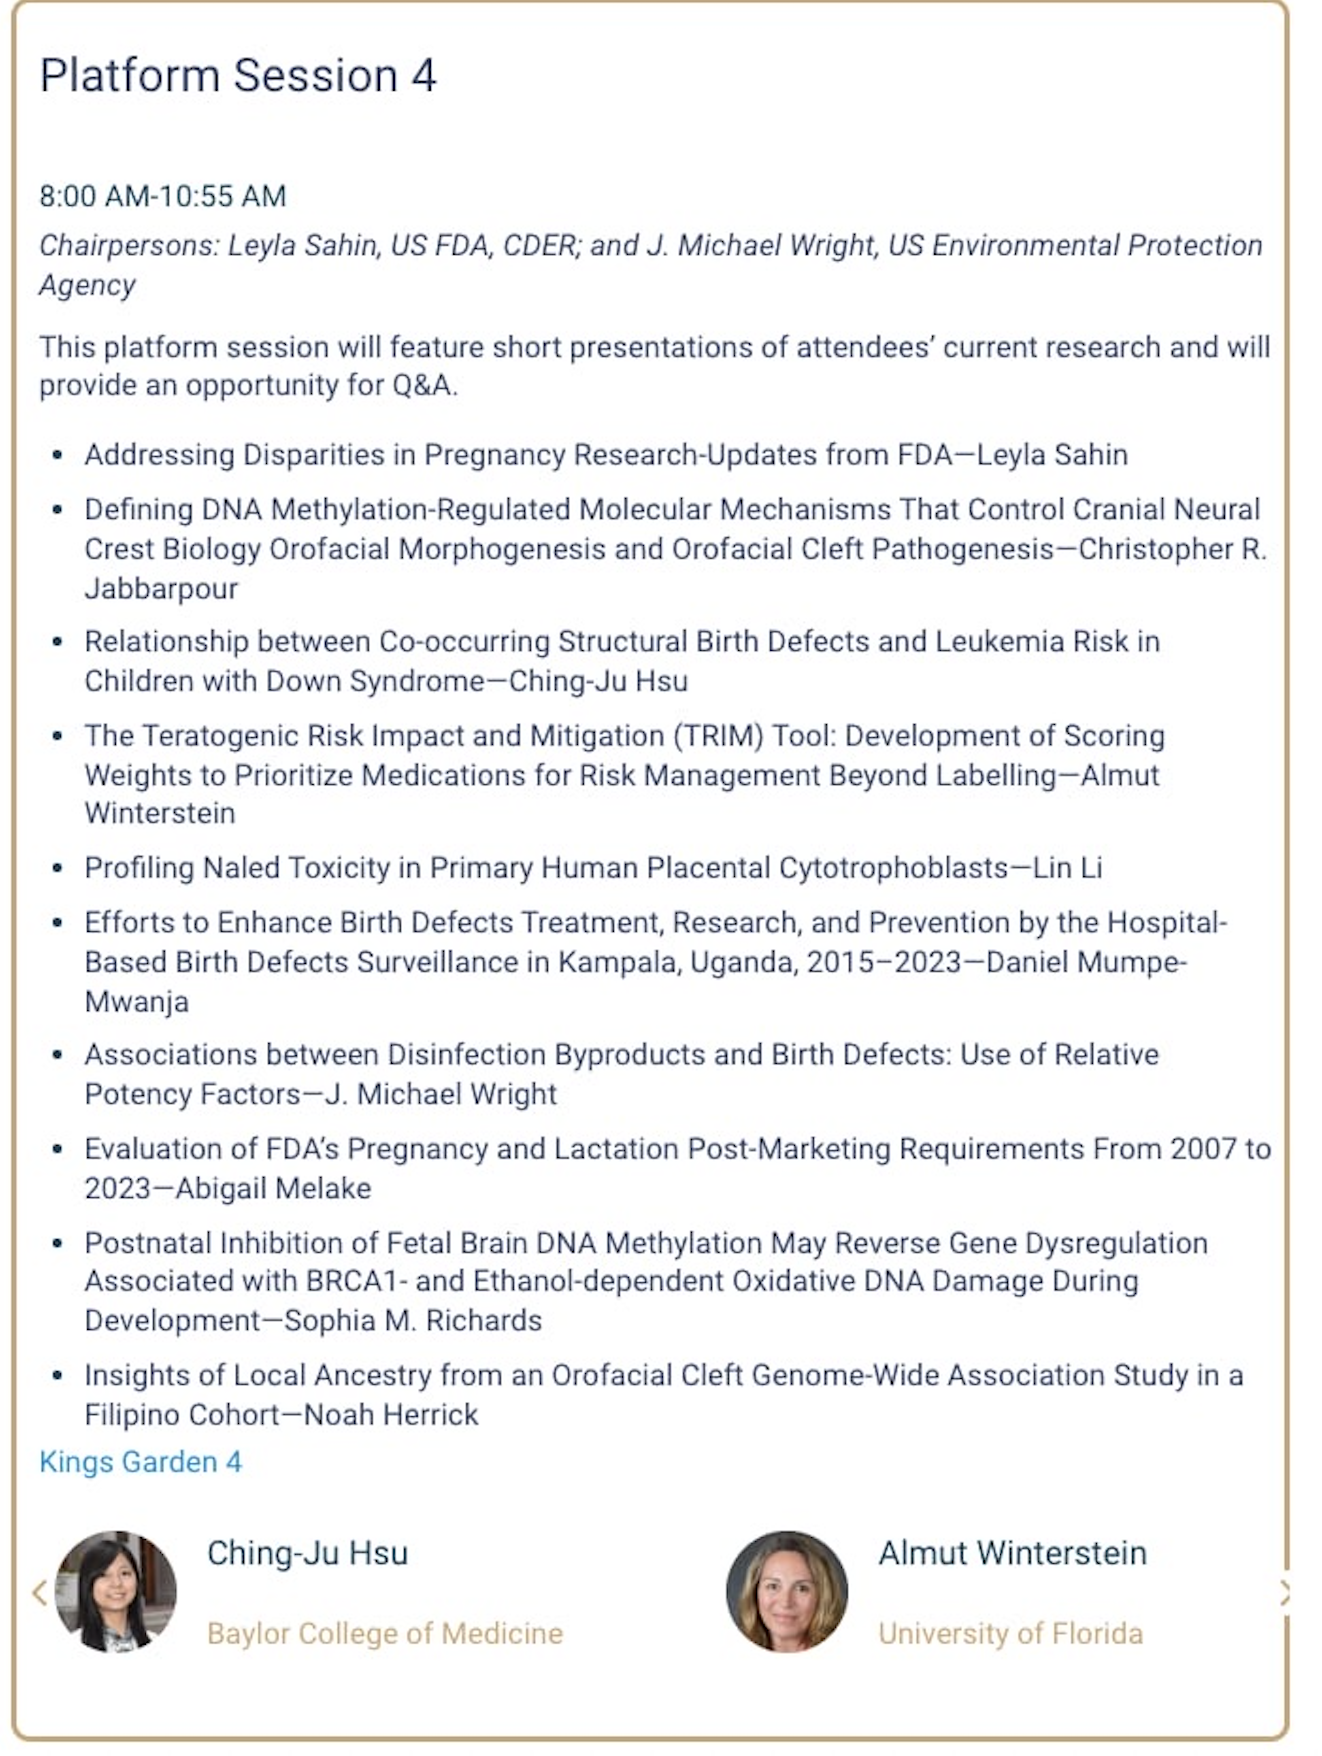 Platform Session 4
8:00 AM-10:55 AM
Chairpersons: Leyla Sahin, US FDA, CDER; and J. Michael Wright, US Environmental Protection
Agency
This platform session will feature short presentations of attendees’ current research and will
provide an opportunity for Q&A.
• Addressing Disparities in Pregnancy Research-Updates from FDA—Leyla Sahin
• Defining DNA Methylation-Regulated Molecular Mechanisms That Control Cranial Neural
Crest Biology Orofacial Morphogenesis and Orofacial Cleft Pathogenesis—Christopher R.
Jabbarpour
• Relationship between Co-occurring Structural Birth Defects and Leukemia Risk in
Children with Down Syndrome—Ching-Ju Hsu
• The Teratogenic Risk Impact and Mitigation (TRIM) Tool: Development of Scoring
Weights to Prioritize Medications for Risk Management Beyond Labelling—Almut
Winterstein
• Profiling Naled Toxicity in Primary Human Placental Cytotrophoblasts—Lin Li
• Efforts to Enhance Birth Defects Treatment, Research, and Prevention by the Hospital-
Based Birth Defects Surveillance in Kampala, Uganda, 2015–2023—Daniel Mumpe-
Mwanja
• Associations between Disinfection Byproducts and Birth Defects: Use of Relative
Potency Factors—J. Michael Wright
• Evaluation of FDA’s Pregnancy and Lactation Post-Marketing Requirements From 2007 to
2023—Abigail Melake
• Postnatal Inhibition of Fetal Brain DNA Methylation May Reverse Gene Dysregulation
Associated with BRCA1- and Ethanol-dependent Oxidative DNA Damage During
Development—Sophia M. Richards
• Insights of Local Ancestry from an Orofacial Cleft Genome-Wide Association Study in a
Filipino Cohort—Noah Herrick
Kings Garden 4
Ching-Ju Hsu
Baylor College of Medicine
Almut Winterstein
University of Florida